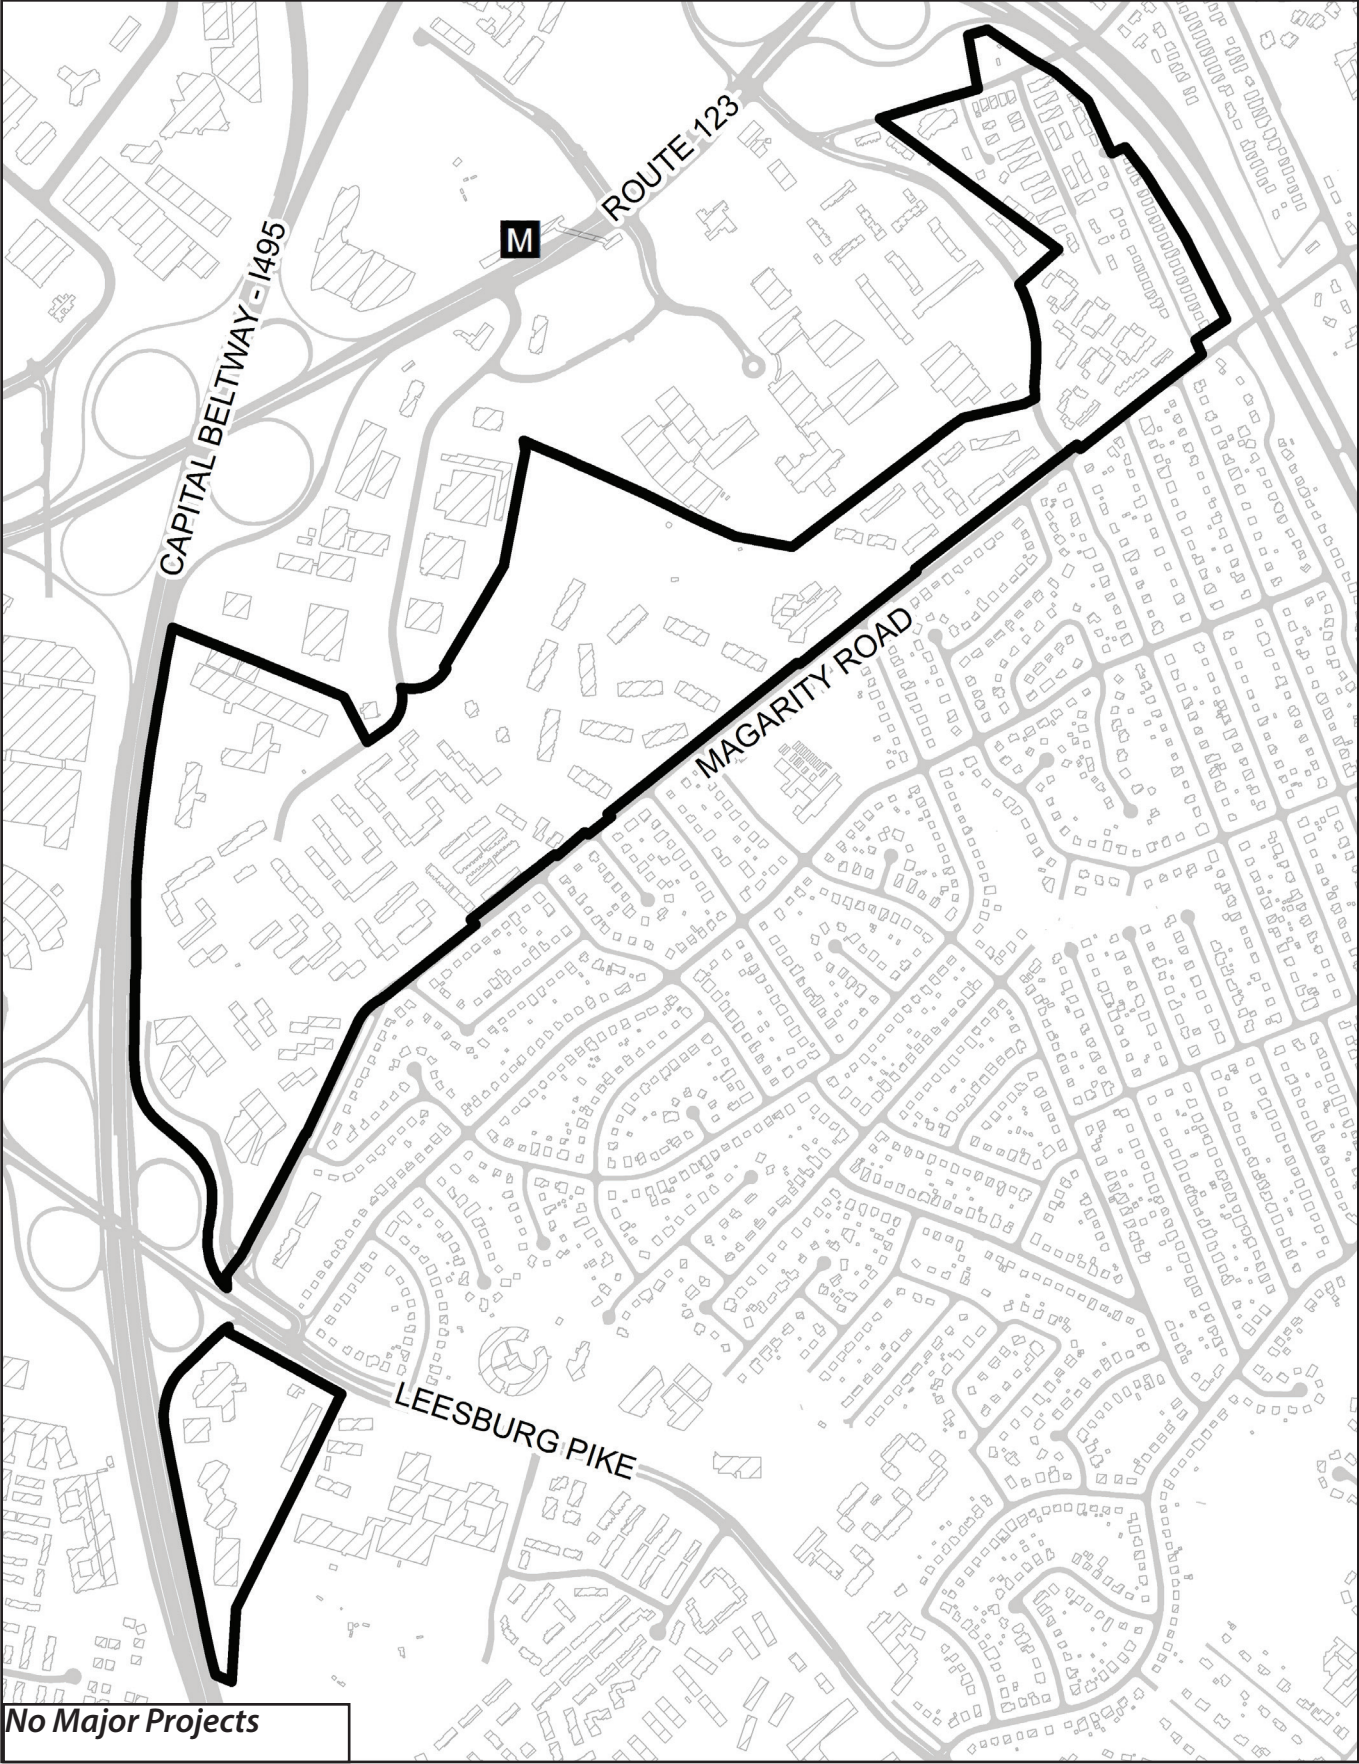 ROUTE 123
M
CAPITAL BELTWAY - I495
MAGARITY ROAD
LEESBURG PIKE
No Major Projects